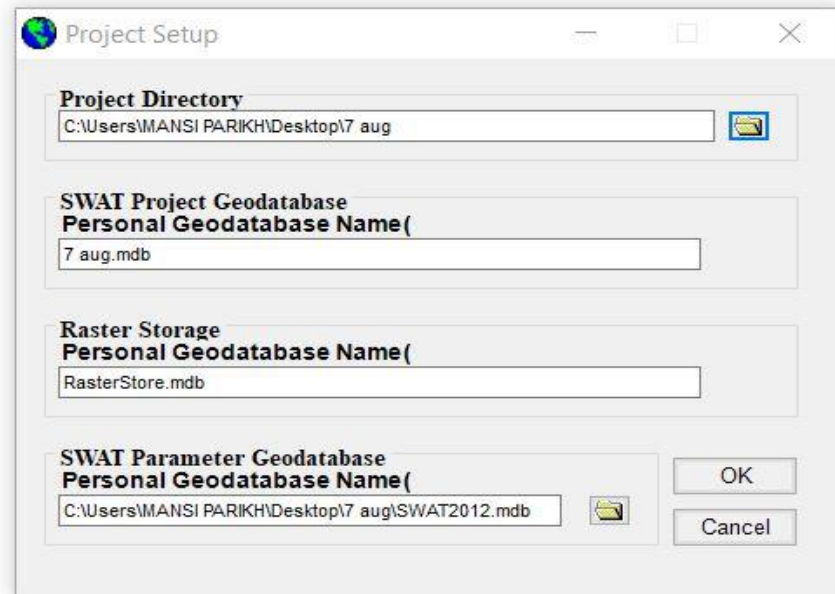 Project Setup
Project Directory
C:\Users\MANSI PARIKH\Desktop\7 aug
SWAT Project Geodatabase
Personal Geodatabase Name(
7 aug.mdb
Raster Storage
Personal Geodatabase Name(
RasterStore.mdb
SWAT Parameter Geodatabase
Personal Geodatabase Name(
C:\Users\MANSI PARIKH\Desktop\7 aug\SWAT2012.mdb
OK
Cancel